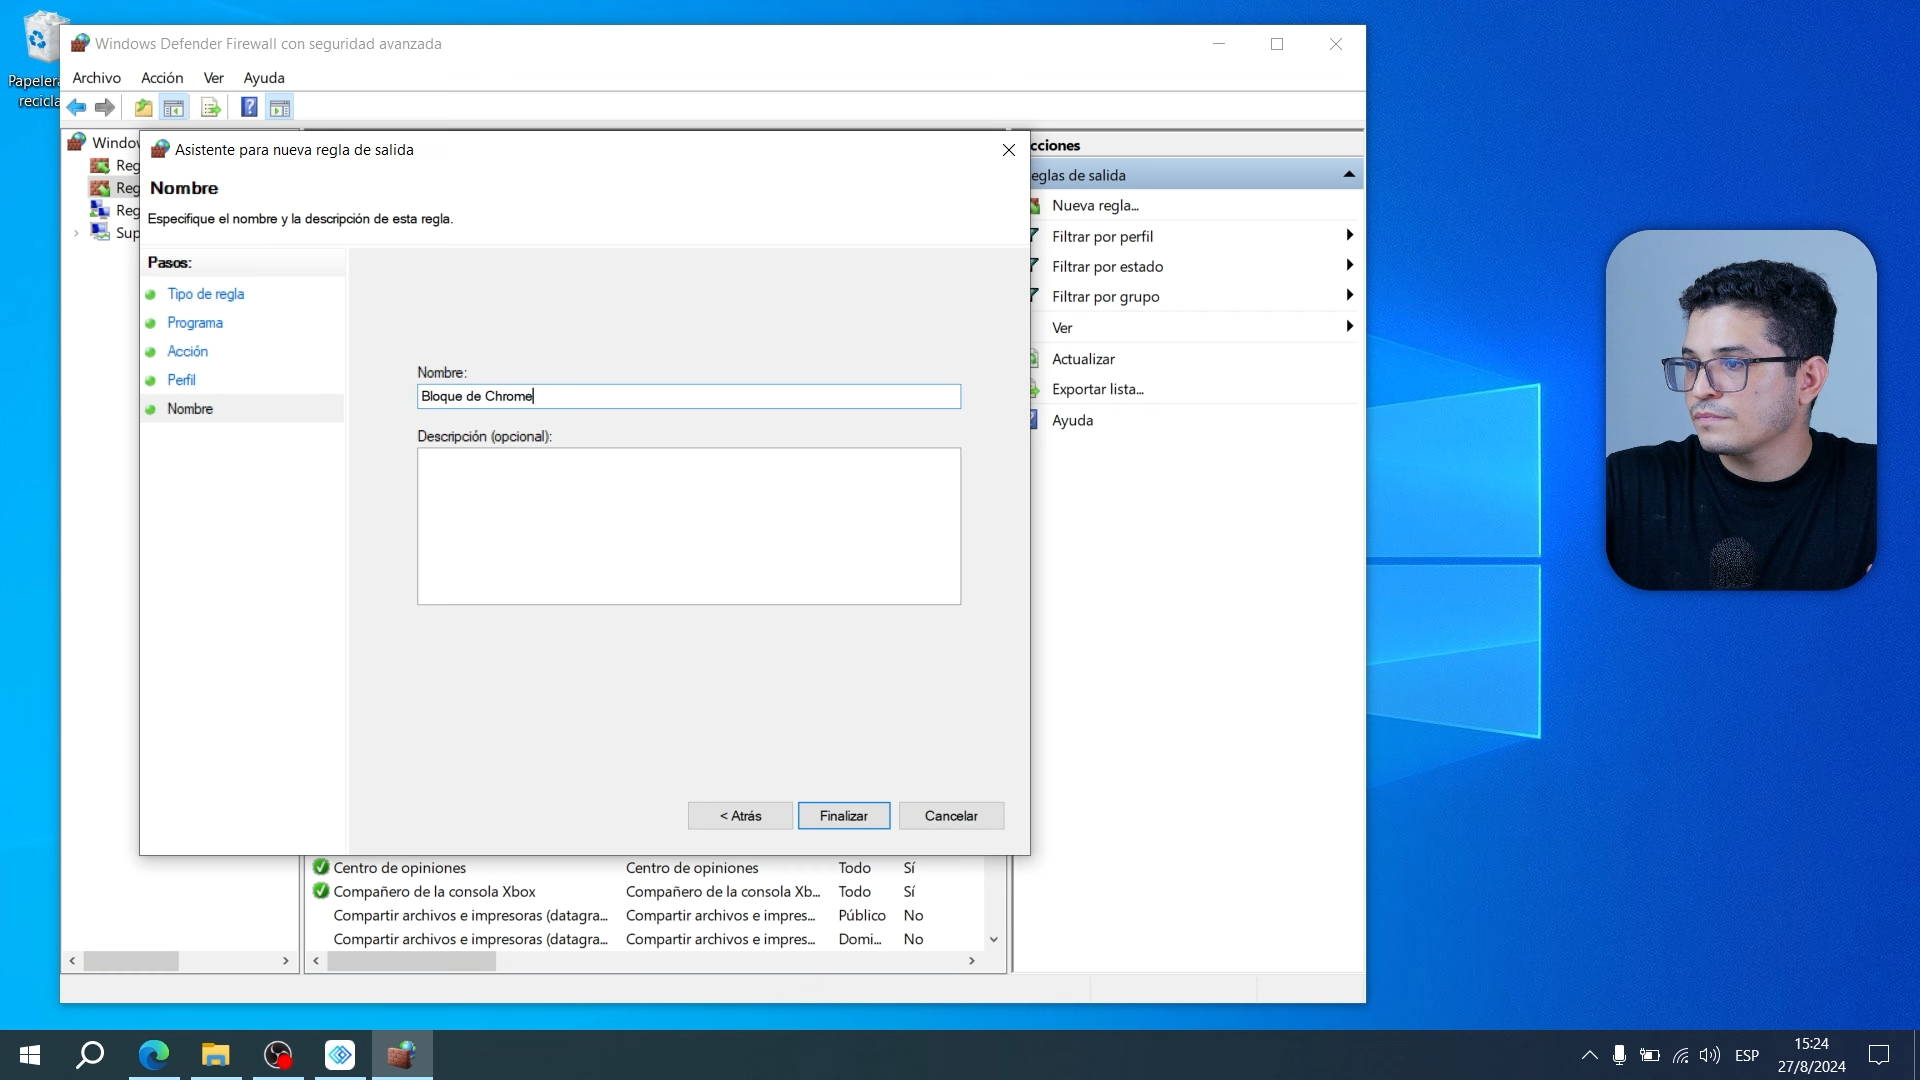 Papelera
recicla
Windows Defender Firewall con seguridad avanzada
Archivo Acción Ver Ayuda
Window
Reg
Reg
Reg
Sup
Asistente para nueva regla de salida
Nombre
Especifique el nombre y la descripción de esta regla.
Pasos:
Tipo de regla
Programa
Acción
Perfil
Nombre
Nombre:
Bloque de Chrome
Descripción (opcional):
< Atrás Finalizar Cancelar
Centro de opiniones Centro de opiniones Todo Sí
Compañero de la consola Xbox Compañero de la consola Xb... Todo Sí
Compartir archivos e impresoras (datagra... Compartir archivos e impres... Público No
Compartir archivos e impresoras (datagra... Compartir archivos e impres... Domi... No
cciones
eglas de salida
Nueva regla...
Filtrar por perfil
Filtrar por estado
Filtrar por grupo
Ver
Actualizar
Exportar lista...
Ayuda
ESP
15:24
27/8/2024